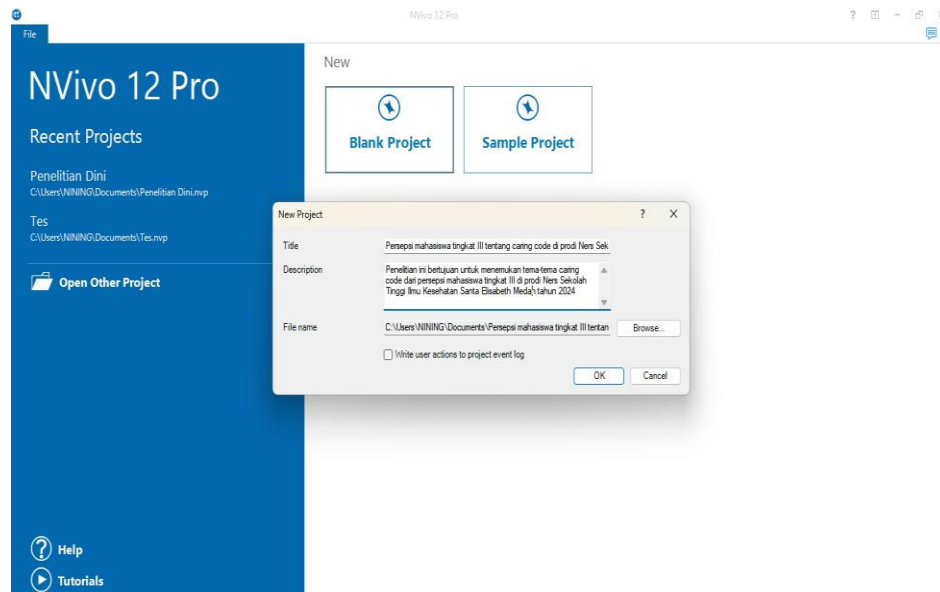 NVivo 12 Pro
?
File
NVivo 12 Pro
Recent Projects
Penelitian Dini
C:\Users\NINING\Documents\Penelitian Dini.nvp
Tes
C:\Users\NINING\Documents\Tes.nvp
Open Other Project
Help
Tutorials
New
Blank Project
Sample Project
New Project
? X
Title
Persepsi mahasiswa tingkat III tentang caring code di prodi Ners Sek
Description
Penelitian ini bertujuan untuk menemukan tema-tema caring
code dari persepsi mahasiswa tingkat III di prodi Ners Sekolah
Tinggi Ilmu Kesehatan Santa Elisabeth Medan tahun 2024
File name
C:\Users\NINING\Documents\Persepsi mahasiswa tingkat III tentan
Browse...
Write user actions to project event log
OK
Cancel